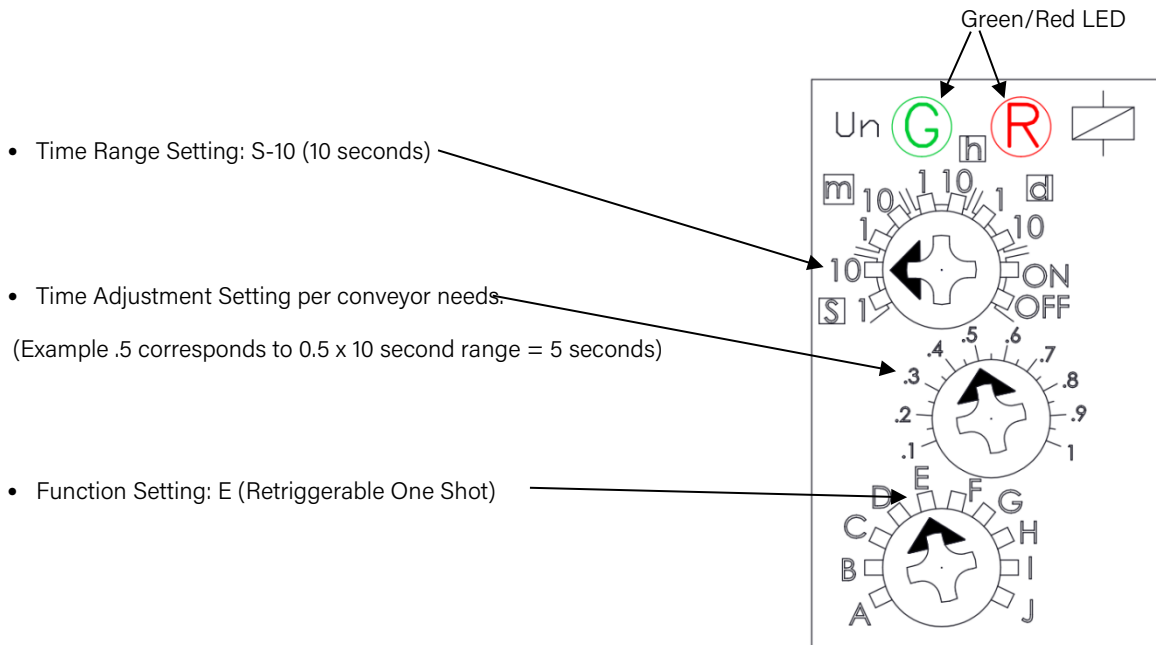 Green/Red LED
Un G R
• Time Range Setting: S-10 (10 seconds)
h
m 10 1 10 1 d
1 10
10 ON
S 1 OFF
• Time Adjustment Setting per conveyor needs.
(Example .5 corresponds to 0.5 x 10 second range = 5 seconds)
.5 .6
.4 .7
.3 .8
.2 .9
.1 1
• Function Setting: E (Retriggerable One Shot)
E F
D G
C H
B I
A J